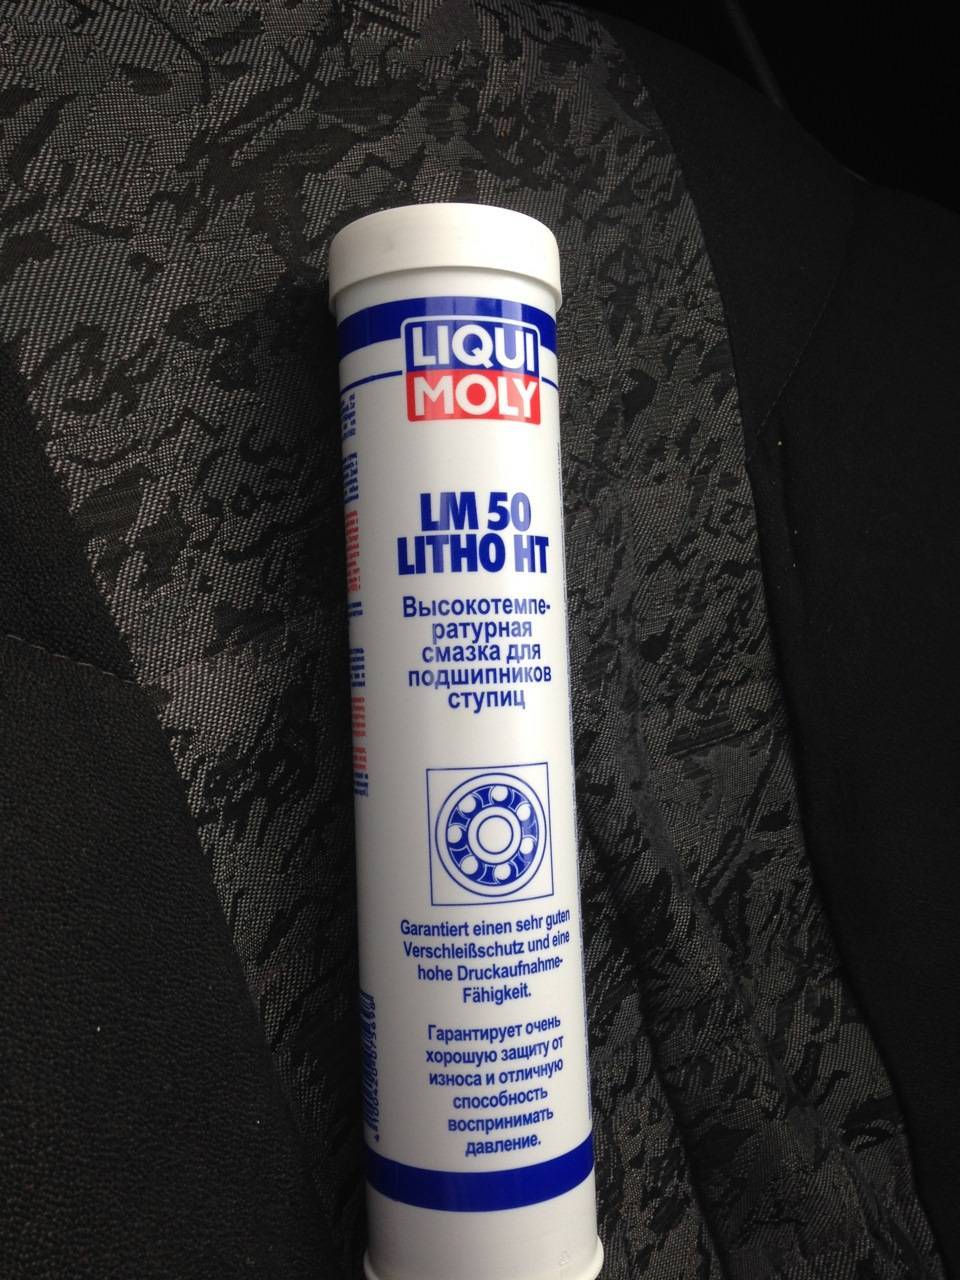 LIQUI
MOLY
LM 50
LITHO HT
Высокотемпе-
ратурная
смазка для
подшипников
ступиц
Garantiert einen sehr guten
Verschleißschutz und eine
hohe Druckaufnahme-
Fähigkeit.
Гарантирует очень
хорошую защиту от
износа и отличную
способность
воспринимать
давление.